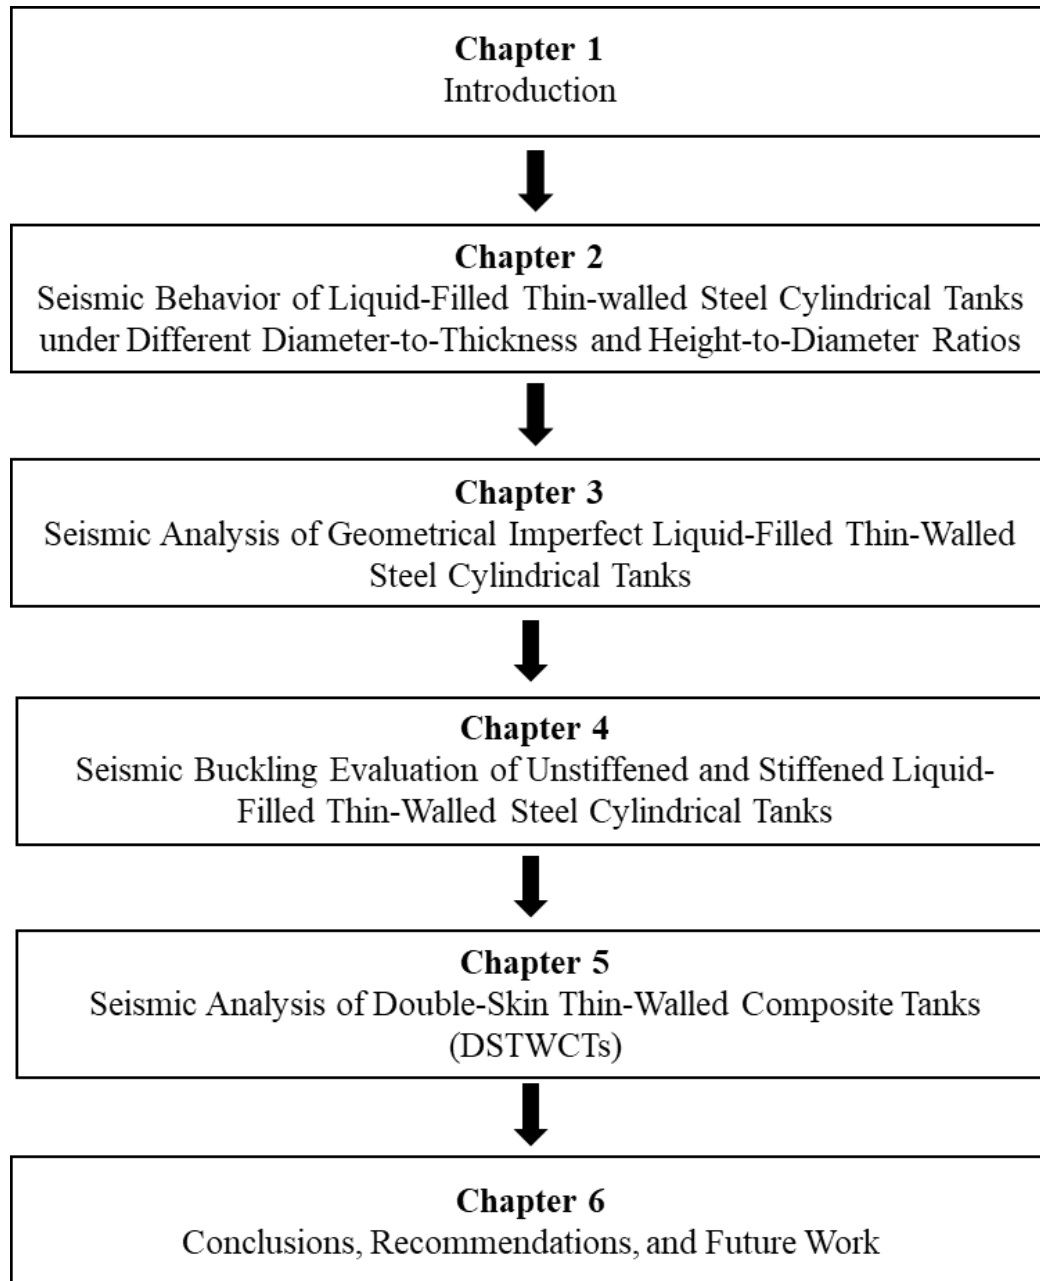 Chapter 1
Introduction
Chapter 2
Seismic Behavior of Liquid-Filled Thin-walled Steel Cylindrical Tanks
under Different Diameter-to-Thickness and Height-to-Diameter Ratios
Chapter 3
Seismic Analysis of Geometrical Imperfect Liquid-Filled Thin-Walled
Steel Cylindrical Tanks
Chapter 4
Seismic Buckling Evaluation of Unstiffened and Stiffened Liquid-
Filled Thin-Walled Steel Cylindrical Tanks
Chapter 5
Seismic Analysis of Double-Skin Thin-Walled Composite Tanks
(DSTWCTs)
Chapter 6
Conclusions, Recommendations, and Future Work